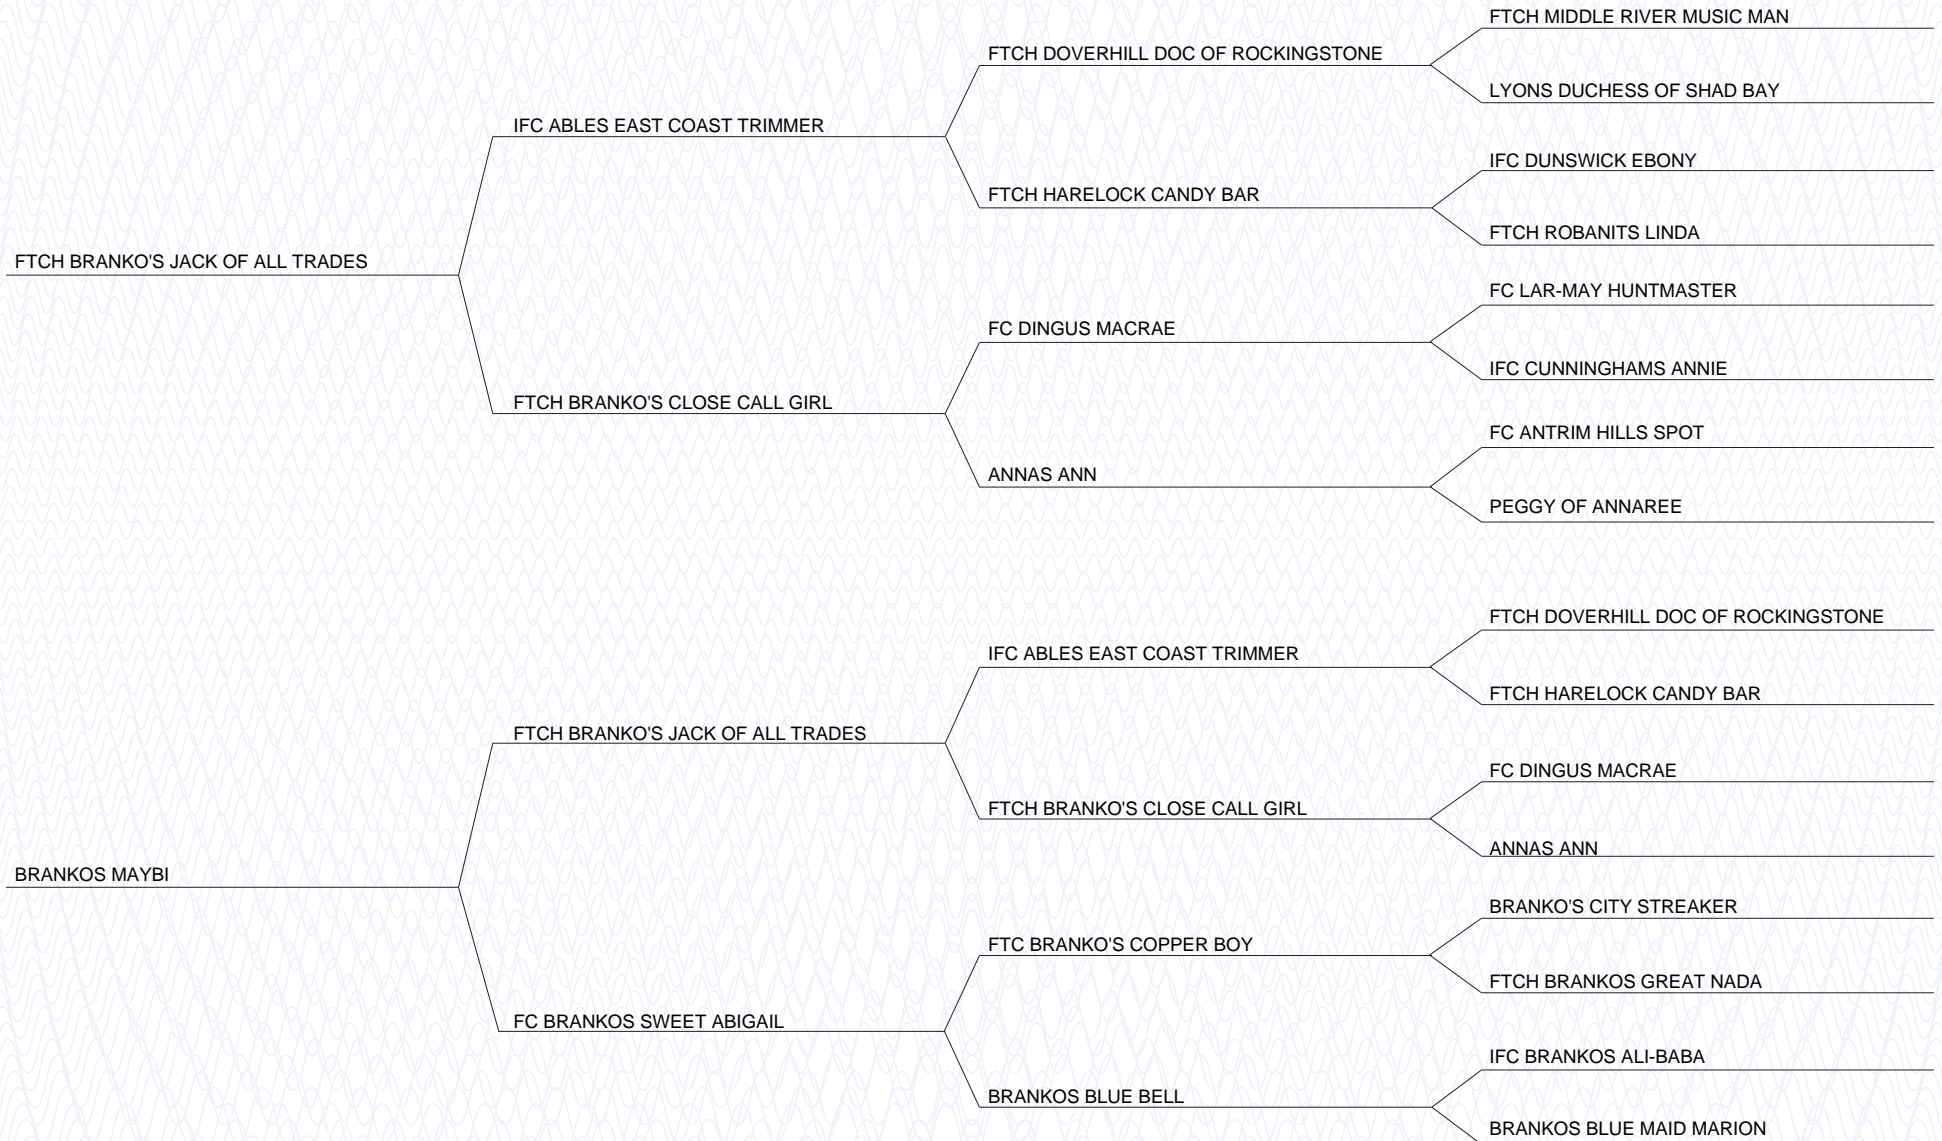 FTCH MIDDLE RIVER MUSIC MAN
FTCH DOVERHILL DOC OF ROCKINGSTONE
LYONS DUCHESS OF SHAD BAY
IFC ABLES EAST COAST TRIMMER
IFC DUNSWICK EBONY
FTCH HARELOCK CANDY BAR
FTCH ROBANITS LINDA
FTCH BRANKO'S JACK OF ALL TRADES
FC LAR-MAY HUNTMASTER
FC DINGUS MACRAE
IFC CUNNINGHAMS ANNIE
FTCH BRANKO'S CLOSE CALL GIRL
FC ANTRIM HILLS SPOT
ANNAS ANN
PEGGY OF ANNAREE
FTCH DOVERHILL DOC OF ROCKINGSTONE
IFC ABLES EAST COAST TRIMMER
FTCH HARELOCK CANDY BAR
FTCH BRANKO'S JACK OF ALL TRADES
FC DINGUS MACRAE
FTCH BRANKO'S CLOSE CALL GIRL
ANNAS ANN
BRANKOS MAYBI
BRANKO'S CITY STREAKER
FTC BRANKO'S COPPER BOY
FTCH BRANKOS GREAT NADA
FC BRANKOS SWEET ABIGAIL
IFC BRANKOS ALI-BABA
BRANKOS BLUE BELL
BRANKOS BLUE MAID MARION